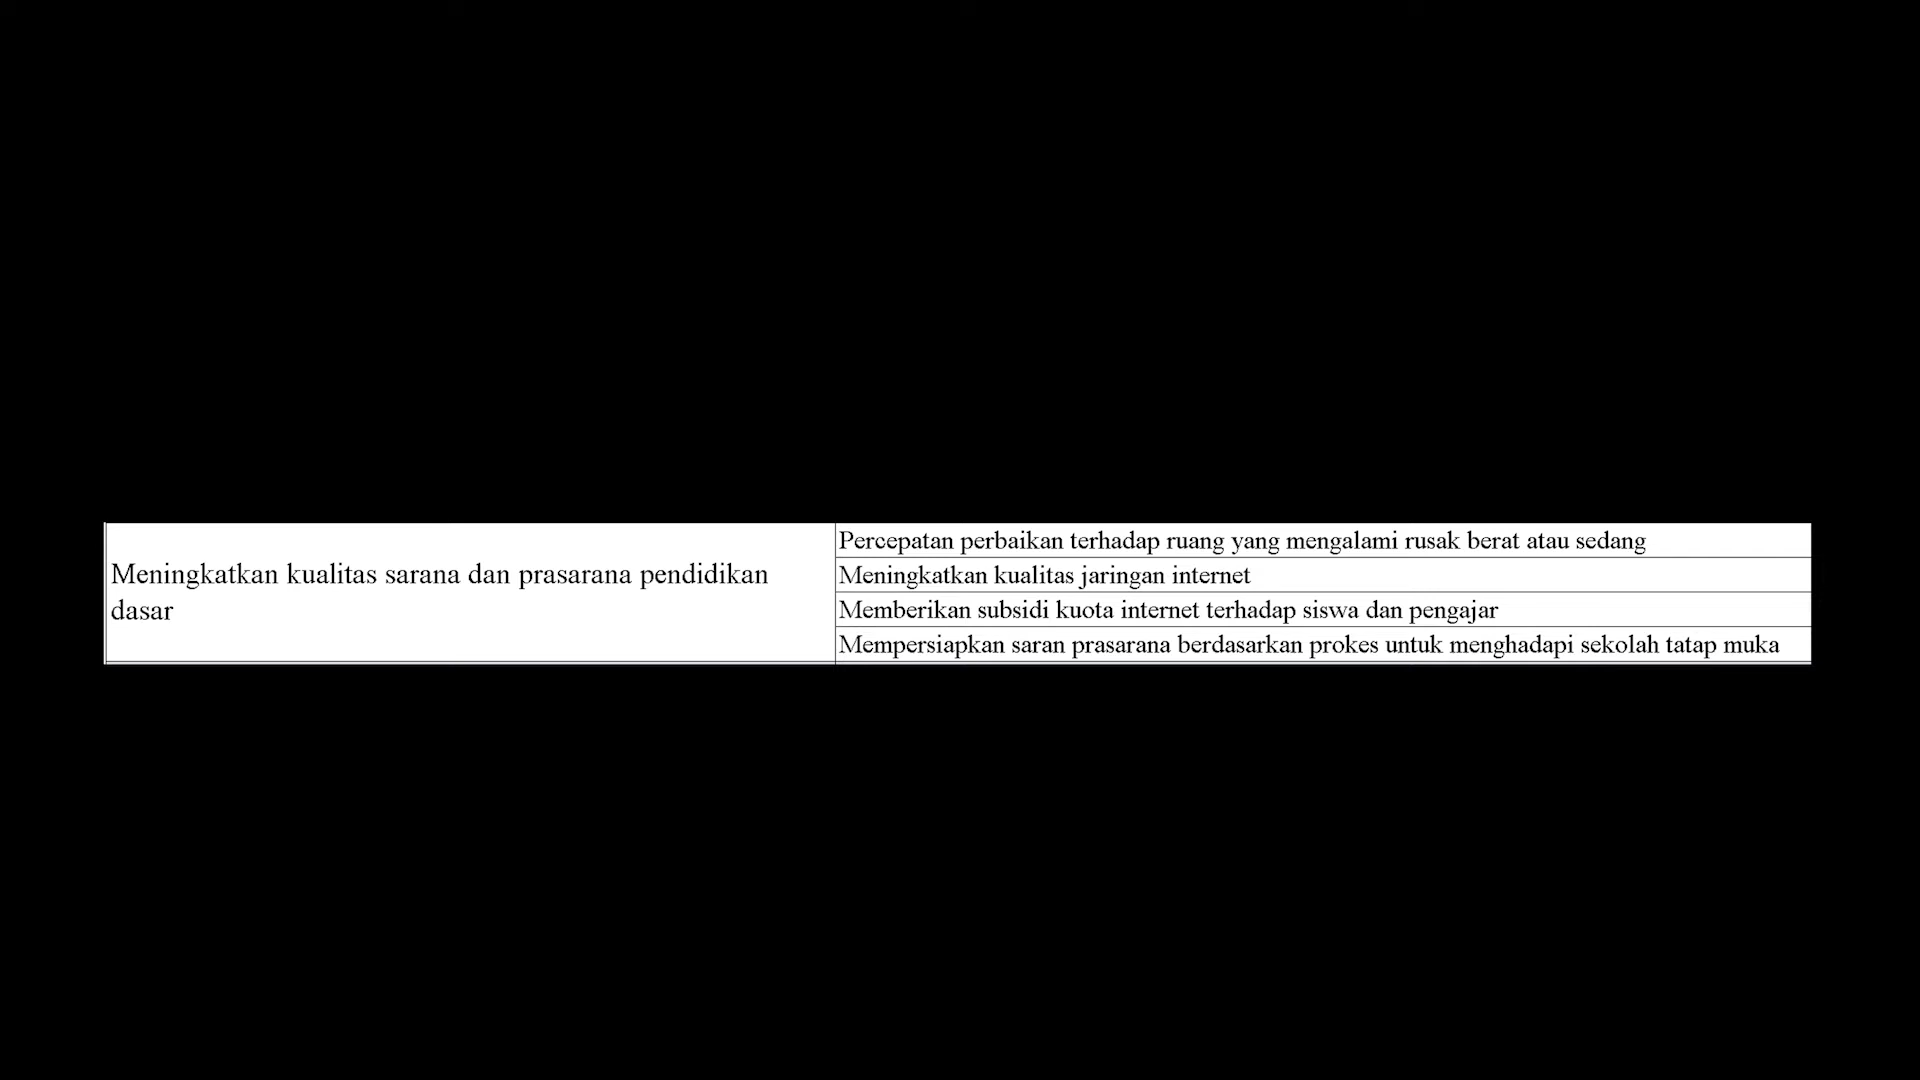 Meningkatkan kualitas sarana dan prasarana pendidikan
dasar
Percepatan perbaikan terhadap ruang yang mengalami rusak berat atau sedang
Meningkatkan kualitas jaringan internet
Memberikan subsidi kuota internet terhadap siswa dan pengajar
Mempersiapkan saran prasarana berdasarkan prokes untuk menghadapi sekolah tatap muka